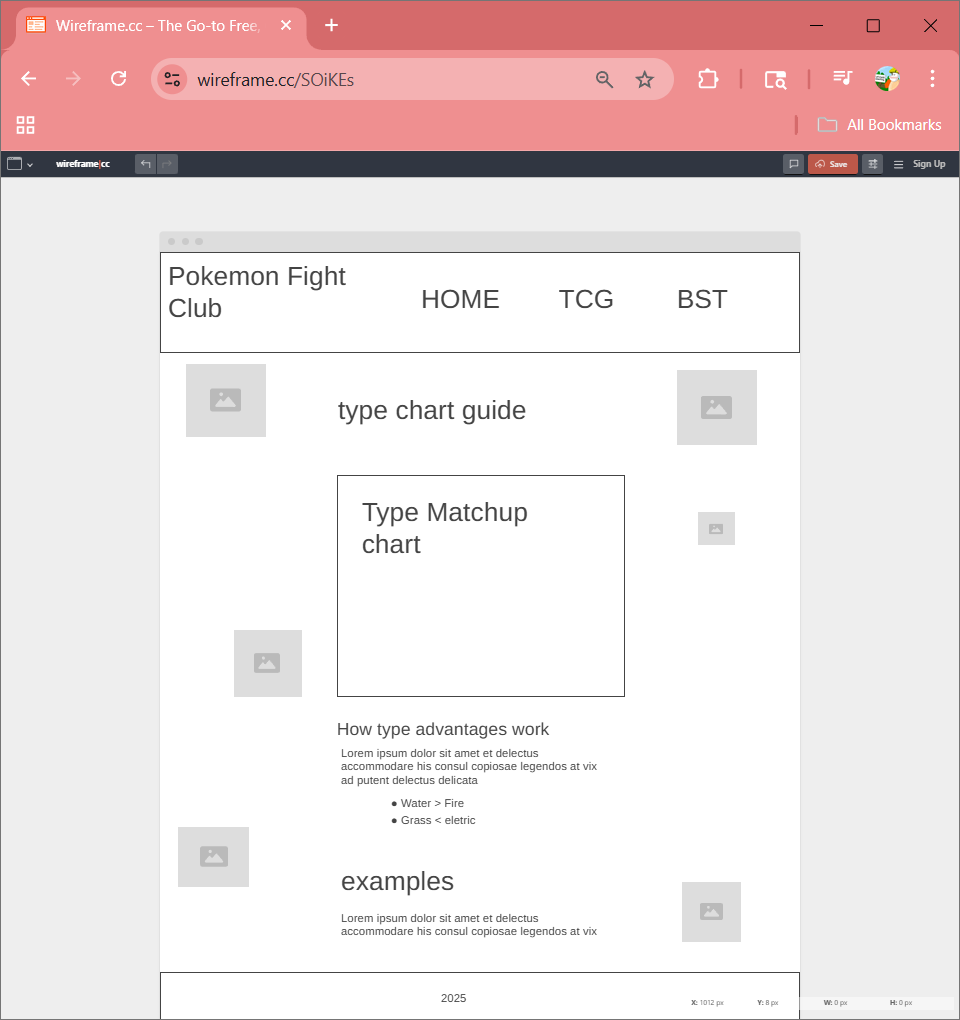 Wireframe.cc – The Go-to Free,
wireframe.cc/SOiKEs
All Bookmarks
wireframe|cc
Save
Sign Up
Pokemon Fight
Club
HOME
TCG
BST
type chart guide
Type Matchup
chart
How type advantages work
Lorem ipsum dolor sit amet et delectus
accommodare his consul copiosae legendos at vix
ad putent delectus delicata
● Water > Fire
● Grass < eletric
examples
Lorem ipsum dolor sit amet et delectus
accommodare his consul copiosae legendos at vix
2025
X: 1012 px Y: 8 px W: 0 px H: 0 px